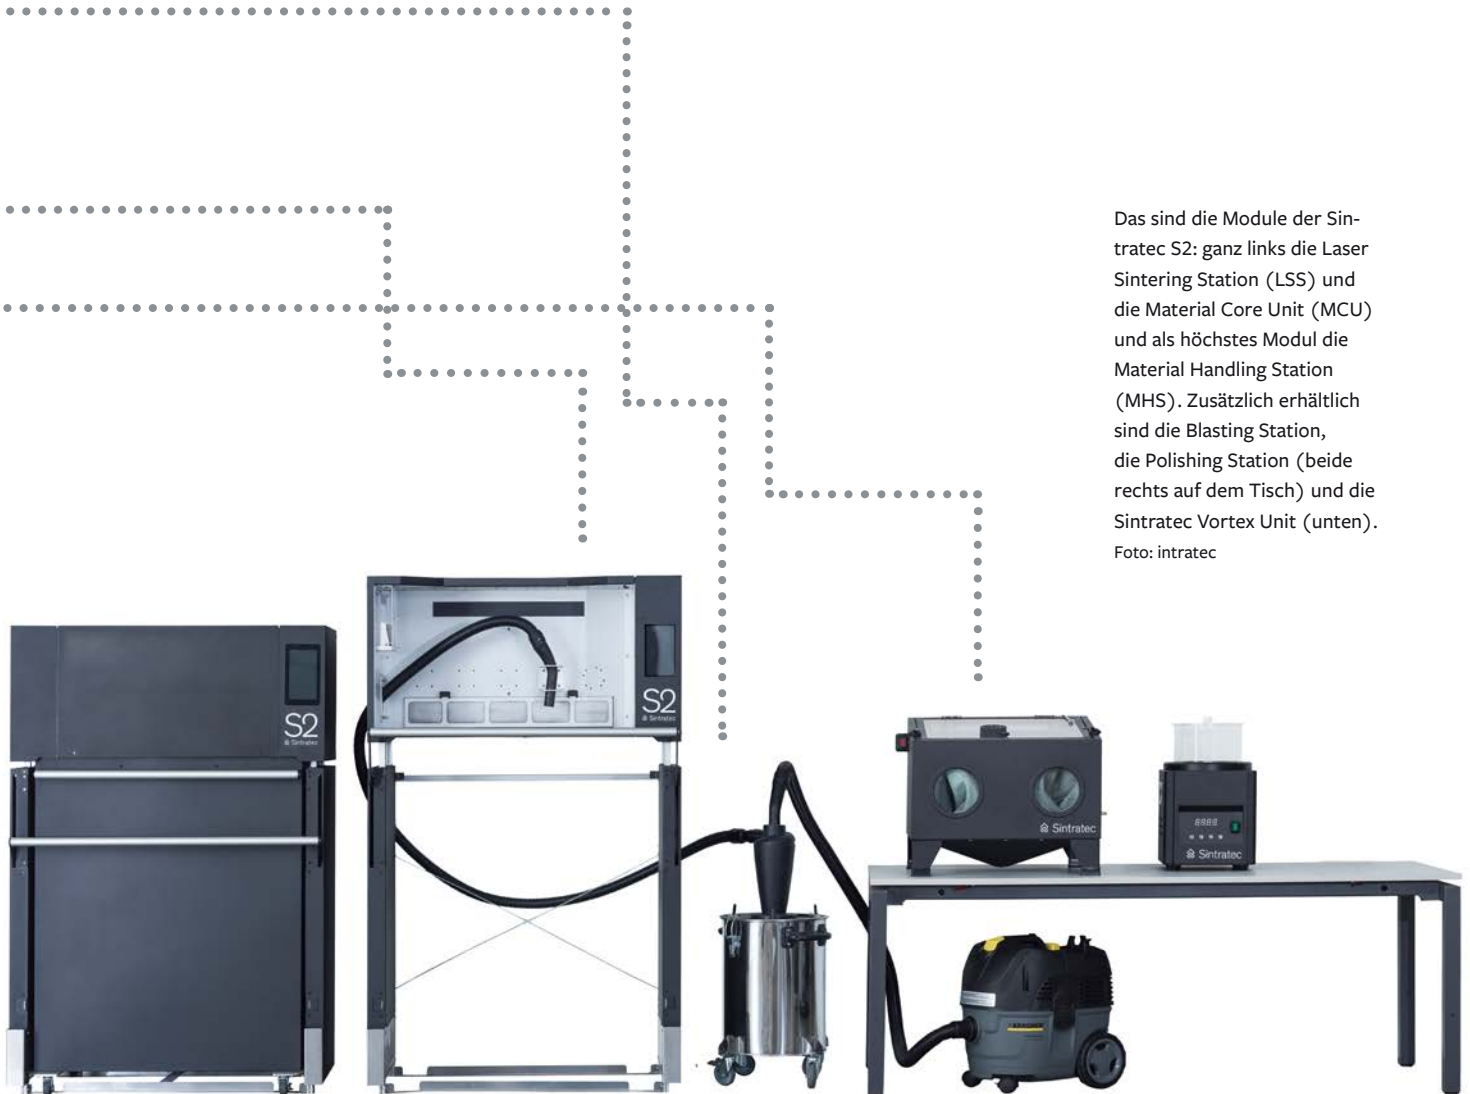 Das sind die Module der Sin-
tratec S2: ganz links die Laser
Sintering Station (LSS) und
die Material Core Unit (MCU)
und als höchstes Modul die
Material Handling Station
(MHS). Zusätzlich erhältlich
sind die Blasting Station,
die Polishing Station (beide
rechts auf dem Tisch) und die
Sintratec Vortex Unit (unten).
Foto: intratec
S2
Sintratec
S2
Sintratec
Sintratec
8888
Sintratec
KÄRCHER